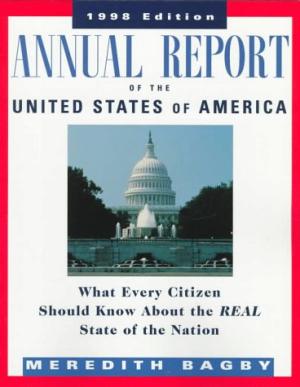 1998 Edition
ANNUAL REPORT
OF THE
UNITED STATES OF AMERICA
What Every Citizen
Should Know About the REAL
State of the Nation
MEREDITH BAGBY